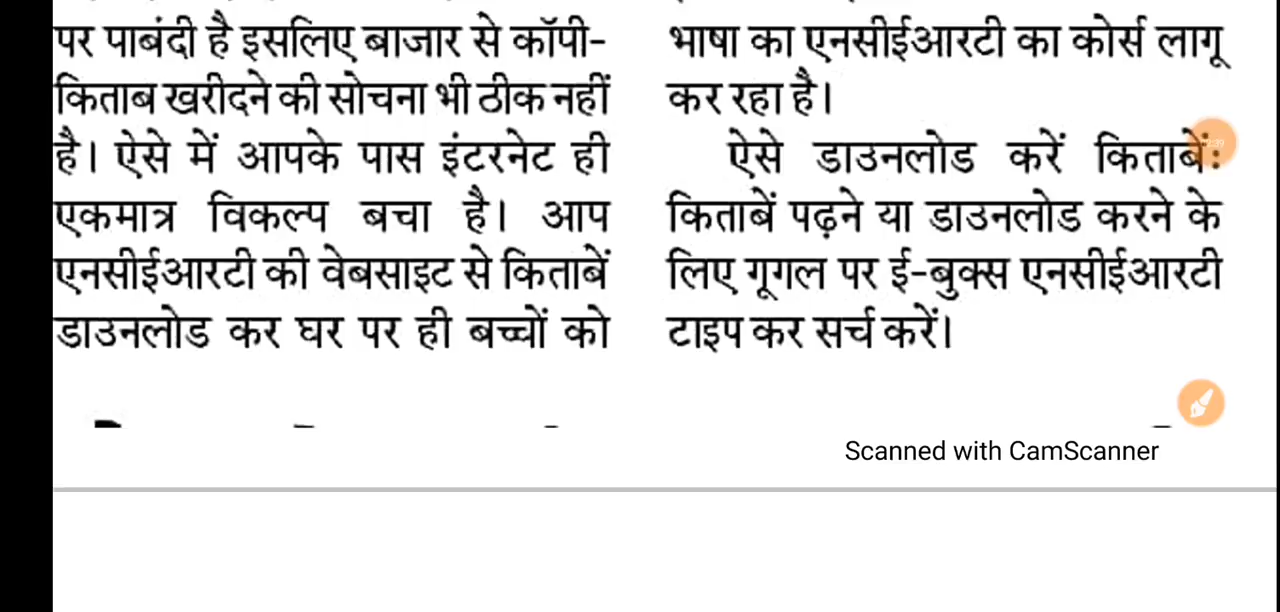 पर पाबंदी है इसलिए बाजार से कॉपी-
किताब खरीदने की सोचना भी ठीक नहीं
है। ऐसे में आपके पास इंटरनेट ही
एकमात्र विकल्प बचा है। आप
एनसीईआरटी की वेबसाइट से किताबें
डाउनलोड कर घर पर ही बच्चों को
भाषा का एनसीईआरटी का कोर्स लागू
कर रहा है।
ऐसे डाउनलोड करें किताबें:
किताबें पढ़ने या डाउनलोड करने के
लिए गूगल पर ई-बुक्स एनसीईआरटी
टाइप कर सर्च करें।
Scanned with CamScanner